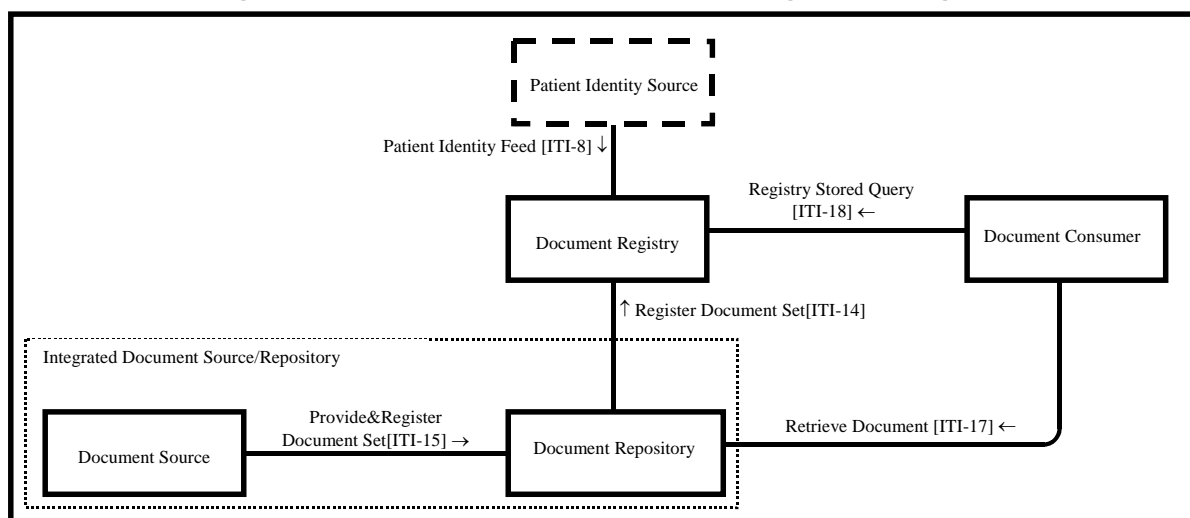 Patient Identity Source
Patient Identity Feed [ITI-8] ↓
Registry Stored Query
[ITI-18] ←
Document Registry
Document Consumer
↑ Register Document Set[ITI-14]
Integrated Document Source/Repository
Provide&Register
Document Set[ITI-15] →
Retrieve Document [ITI-17] ←
Document Source
Document Repository